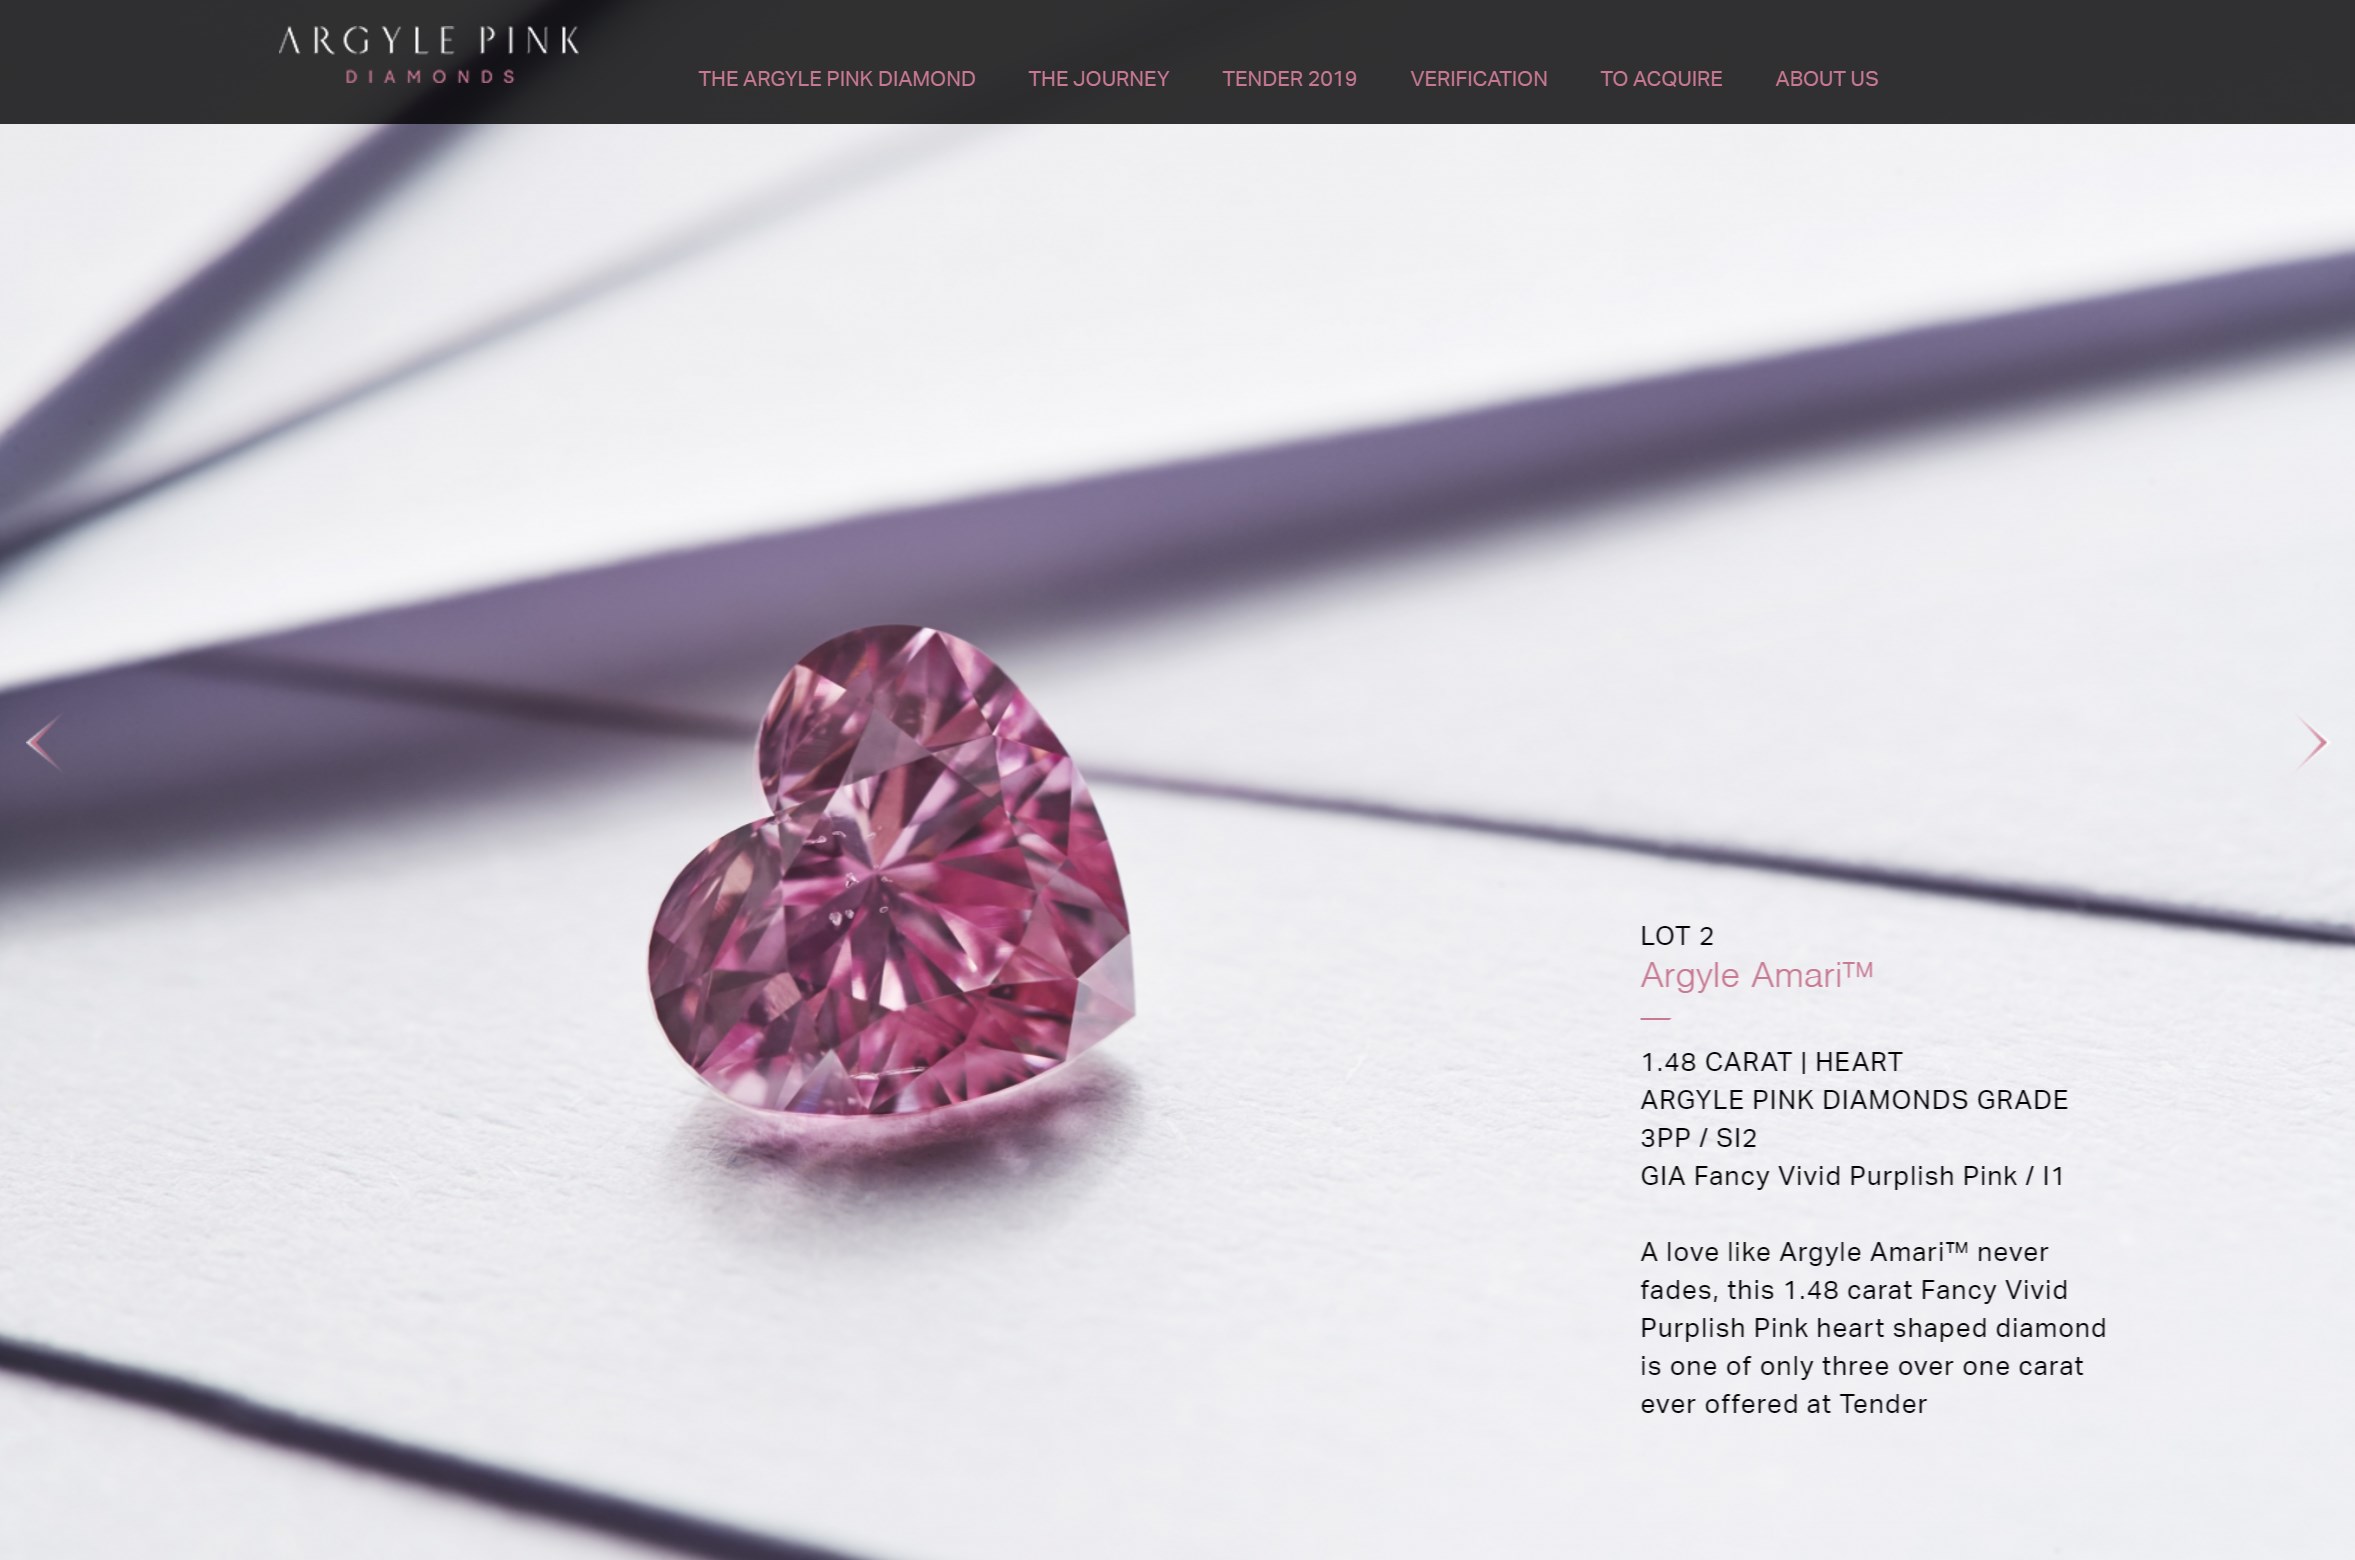 ARGYLE PINK
DIAMONDS
THE ARGYLE PINK DIAMOND
THE JOURNEY
TENDER 2019
VERIFICATION
TO ACQUIRE
ABOUT US
LOT 2
Argyle Amari™
1.48 CARAT | HEART
ARGYLE PINK DIAMONDS GRADE
3PP / SI2
GIA Fancy Vivid Purplish Pink / I1
A love like Argyle Amari™ never
fades, this 1.48 carat Fancy Vivid
Purplish Pink heart shaped diamond
is one of only three over one carat
ever offered at Tender